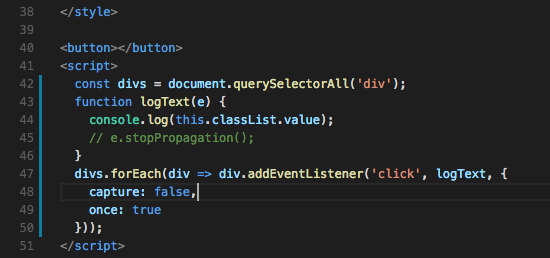 38 </style>
39
40 <button></button>
41 <script>
42 const divs = document.querySelectorAll('div');
43 function logText(e) {
44 console.log(this.classList.value);
45 // e.stopPropagation();
46 }
47 divs.forEach(div => div.addEventListener('click', logText, {
48 capture: false,
49 once: true
50 }));
51 </script>